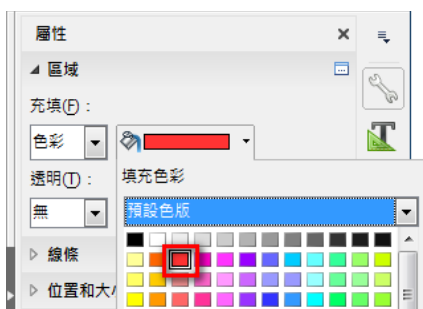 屬性
區域
充填(F)：
色彩
透明(T)：
填充色彩
無
預設色版
線條
位置和大